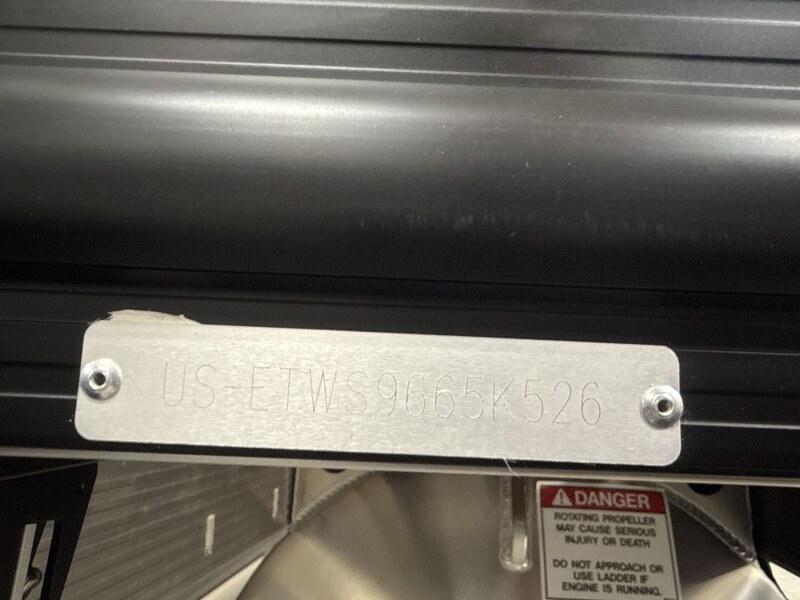 US-ETWS9665K526
DANGER
ROTATING PROPELLER
MAY CAUSE SERIOUS
INJURY OR DEATH
DO NOT APPROACH OR
USE LADDER IF
ENGINE IS RUNNING.